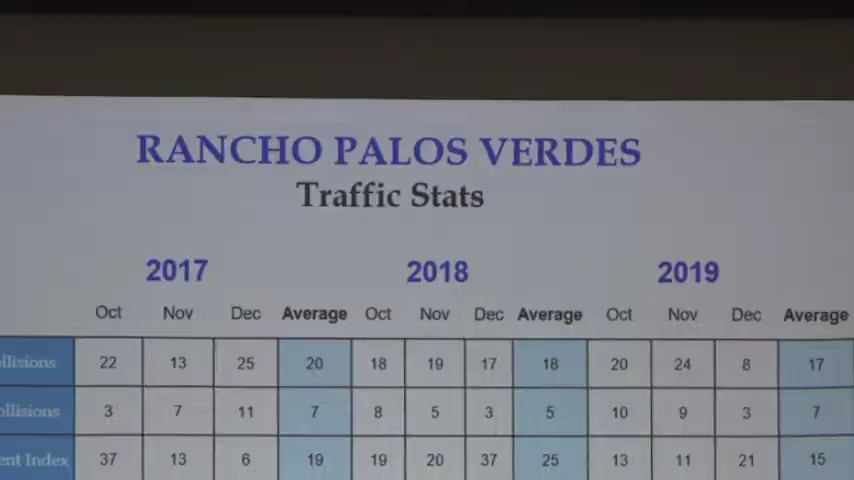 RANCHO PALOS VERDES
Traffic Stats
2017 2018 2019
Oct Nov Dec Average Oct Nov Dec Average Oct Nov Dec Average
22 13 25 20 18 19 17 18 20 24 8 17
3 7 11 7 8 5 3 5 10 9 3 7
Index 37 13 6 19 19 20 37 25 13 11 21 15